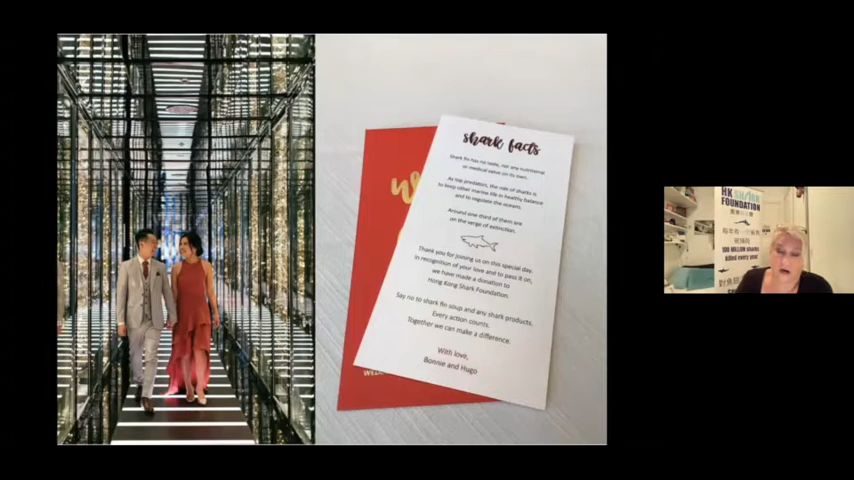 shark facts
Shark fin has no taste, nor any nutritional
or medical value on its own.
As top predators, the role of sharks is
to keep other marine life in healthy balance
and to regulate the oceans.
Around one third of them are
on the verge of extinction.
Thank you for joining us on this special day.
In recognition of your love and to pass it on,
we have made a donation to
Hong Kong Shark Foundation.
Say no to shark fin soup and any shark products.
Every action counts.
Together we can make a difference.
With love,
Bonnie and Hugo
HK SHARK
FOUNDATION
100 MILLION sharks
killed every year